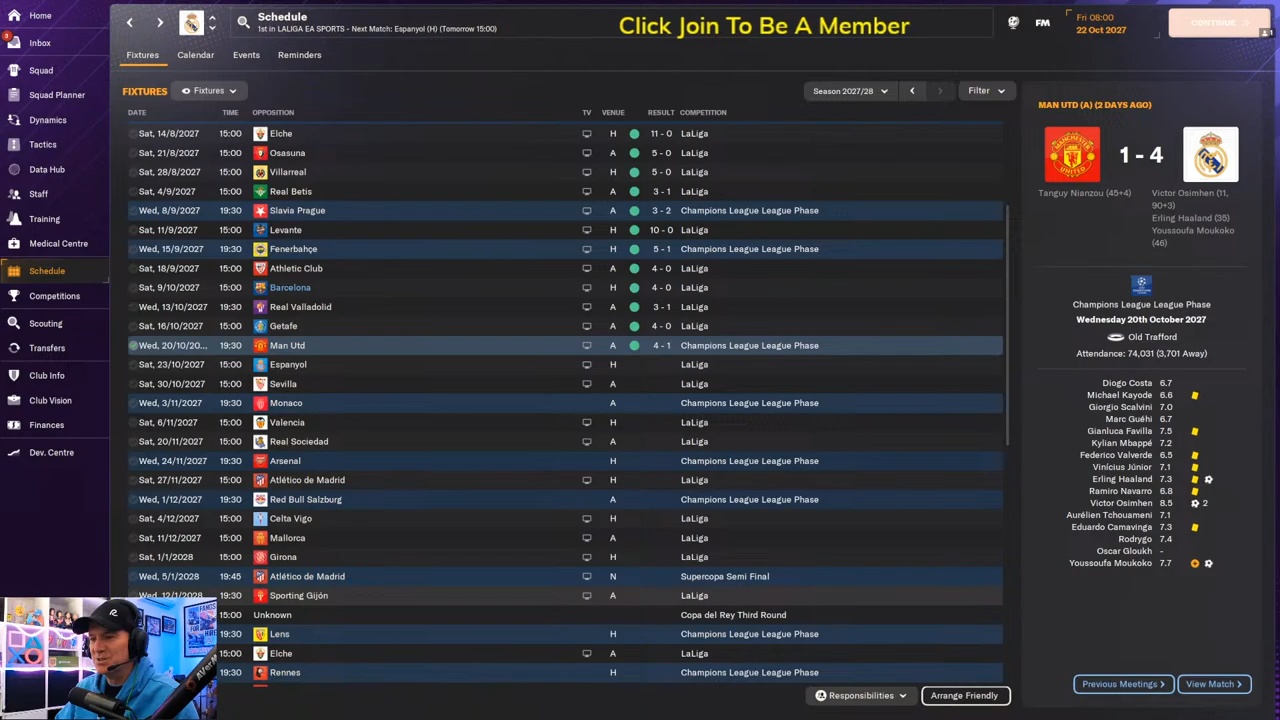 Home
3
Inbox
Squad
Squad Planner
Dynamics
Tactics
Data Hub
Staff
Training
Medical Centre
Schedule
Competitions
Scouting
Transfers
Club Info
Club Vision
Finances
Dev. Centre
Schedule
1st in LALIGA EA SPORTS - Next Match: Espanyol (H) (Tomorrow 15:00)
Click Join To Be A Member
FM
Fri 08:00
22 Oct 2027
CONTINUE
1
Fixtures Calendar Events Reminders
FIXTURES Fixtures Season 2027/28 Filter
DATE TIME OPPOSITION TV VENUE RESULT COMPETITION
Sat, 14/8/2027 15:00 Elche H 11 - 0 LaLiga
Sat, 21/8/2027 15:00 Osasuna A 5 - 0 LaLiga
Sat, 28/8/2027 15:00 Villarreal H 5 - 0 LaLiga
Sat, 4/9/2027 15:00 Real Betis A 3 - 1 LaLiga
Wed, 8/9/2027 19:30 Slavia Prague A 3 - 2 Champions League League Phase
Sat, 11/9/2027 15:00 Levante H 10 - 0 LaLiga
Wed, 15/9/2027 19:30 Fenerbahçe H 5 - 1 Champions League League Phase
Sat, 18/9/2027 15:00 Athletic Club A 4 - 0 LaLiga
Sat, 9/10/2027 15:00 Barcelona H 4 - 0 LaLiga
Wed, 13/10/2027 19:30 Real Valladolid A 3 - 1 LaLiga
Sat, 16/10/2027 15:00 Getafe A 4 - 0 LaLiga
Wed, 20/10/20... 19:30 Man Utd A 4 - 1 Champions League League Phase
Sat, 23/10/2027 15:00 Espanyol H LaLiga
Sat, 30/10/2027 15:00 Sevilla A LaLiga
Wed, 3/11/2027 19:30 Monaco A Champions League League Phase
Sat, 6/11/2027 15:00 Valencia H LaLiga
Sat, 20/11/2027 15:00 Real Sociedad A LaLiga
Wed, 24/11/2027 19:30 Arsenal H Champions League League Phase
Sat, 27/11/2027 15:00 Atlético de Madrid H LaLiga
Wed, 1/12/2027 19:30 Red Bull Salzburg A Champions League League Phase
Sat, 4/12/2027 15:00 Celta Vigo H LaLiga
Sat, 11/12/2027 15:00 Mallorca A LaLiga
Sat, 1/1/2028 15:00 Girona H LaLiga
Wed, 5/1/2028 19:45 Atlético de Madrid N Supercopa Semi Final
Wed, 12/1/2028 19:30 Sporting Gijón A LaLiga
15:00 Unknown Copa del Rey Third Round
19:30 Lens H Champions League League Phase
15:00 Elche A LaLiga
19:30 Rennes H Champions League League Phase
Responsibilities Arrange Friendly
MAN UTD (A) (2 DAYS AGO)
1 - 4
Tanguy Nianzou (45+4)
Victor Osimhen (11,
90+3)
Erling Haaland (35)
Youssoufa Moukoko
(46)
Champions League League Phase
Wednesday 20th October 2027
Old Trafford
Attendance: 74,031 (3,701 Away)
Diogo Costa 6.7
Michael Kayode 6.6
Giorgio Scalvini 7.0
Marc Guéhi 6.7
Gianluca Favilla 7.5
Kylian Mbappé 7.2
Federico Valverde 6.5
Vinícius Júnior 7.1
Erling Haaland 7.3
Ramiro Navarro 6.8
Victor Osimhen 8.5 2
Aurélien Tchouameni 7.1
Eduardo Camavinga 7.3
Rodrygo 7.4
Oscar Gloukh -
Youssoufa Moukoko 7.7
Previous Meetings View Match